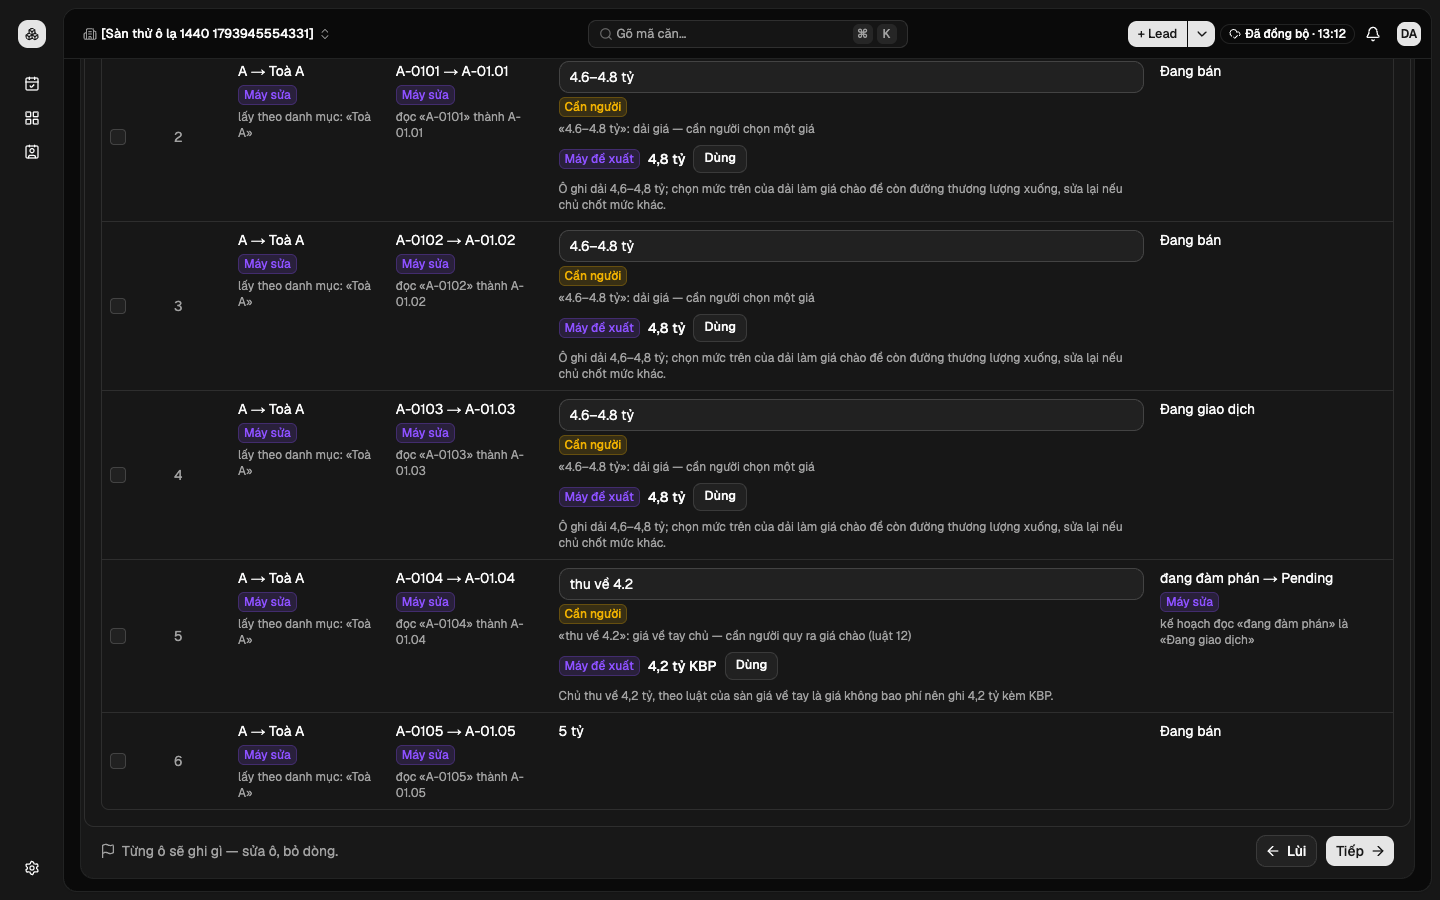 [Sàn thử ô lạ 1440 1793945554331]
Gõ mã căn...
⌘ K
+ Lead
Đã đồng bộ · 13:12
DA
2
A → Toà A
Máy sửa
lấy theo danh mục: «Toà
A»
A-0101 → A-01.01
Máy sửa
đọc «A-0101» thành A-
01.01
4.6–4.8 tỷ
Cần người
«4.6–4.8 tỷ»: dải giá — cần người chọn một giá
Máy đề xuất 4,8 tỷ Dùng
Ô ghi dải 4,6–4,8 tỷ; chọn mức trên của dải làm giá chào để còn đường thương lượng xuống, sửa lại nếu
chủ chốt mức khác.
Đang bán
3
A → Toà A
Máy sửa
lấy theo danh mục: «Toà
A»
A-0102 → A-01.02
Máy sửa
đọc «A-0102» thành A-
01.02
4.6–4.8 tỷ
Cần người
«4.6–4.8 tỷ»: dải giá — cần người chọn một giá
Máy đề xuất 4,8 tỷ Dùng
Ô ghi dải 4,6–4,8 tỷ; chọn mức trên của dải làm giá chào để còn đường thương lượng xuống, sửa lại nếu
chủ chốt mức khác.
Đang bán
4
A → Toà A
Máy sửa
lấy theo danh mục: «Toà
A»
A-0103 → A-01.03
Máy sửa
đọc «A-0103» thành A-
01.03
4.6–4.8 tỷ
Cần người
«4.6–4.8 tỷ»: dải giá — cần người chọn một giá
Máy đề xuất 4,8 tỷ Dùng
Ô ghi dải 4,6–4,8 tỷ; chọn mức trên của dải làm giá chào để còn đường thương lượng xuống, sửa lại nếu
chủ chốt mức khác.
Đang giao dịch
5
A → Toà A
Máy sửa
lấy theo danh mục: «Toà
A»
A-0104 → A-01.04
Máy sửa
đọc «A-0104» thành A-
01.04
thu về 4.2
Cần người
«thu về 4.2»: giá về tay chủ — cần người quy ra giá chào (luật 12)
Máy đề xuất 4,2 tỷ KBP Dùng
Chủ thu về 4,2 tỷ, theo luật của sàn giá về tay là giá không bao phí nên ghi 4,2 tỷ kèm KBP.
đang đàm phán → Pending
Máy sửa
kế hoạch đọc «đang đàm phán» là
«Đang giao dịch»
6
A → Toà A
Máy sửa
lấy theo danh mục: «Toà
A»
A-0105 → A-01.05
Máy sửa
đọc «A-0105» thành A-
01.05
5 tỷ
Đang bán
Từng ô sẽ ghi gì — sửa ô, bỏ dòng.
← Lùi
Tiếp →